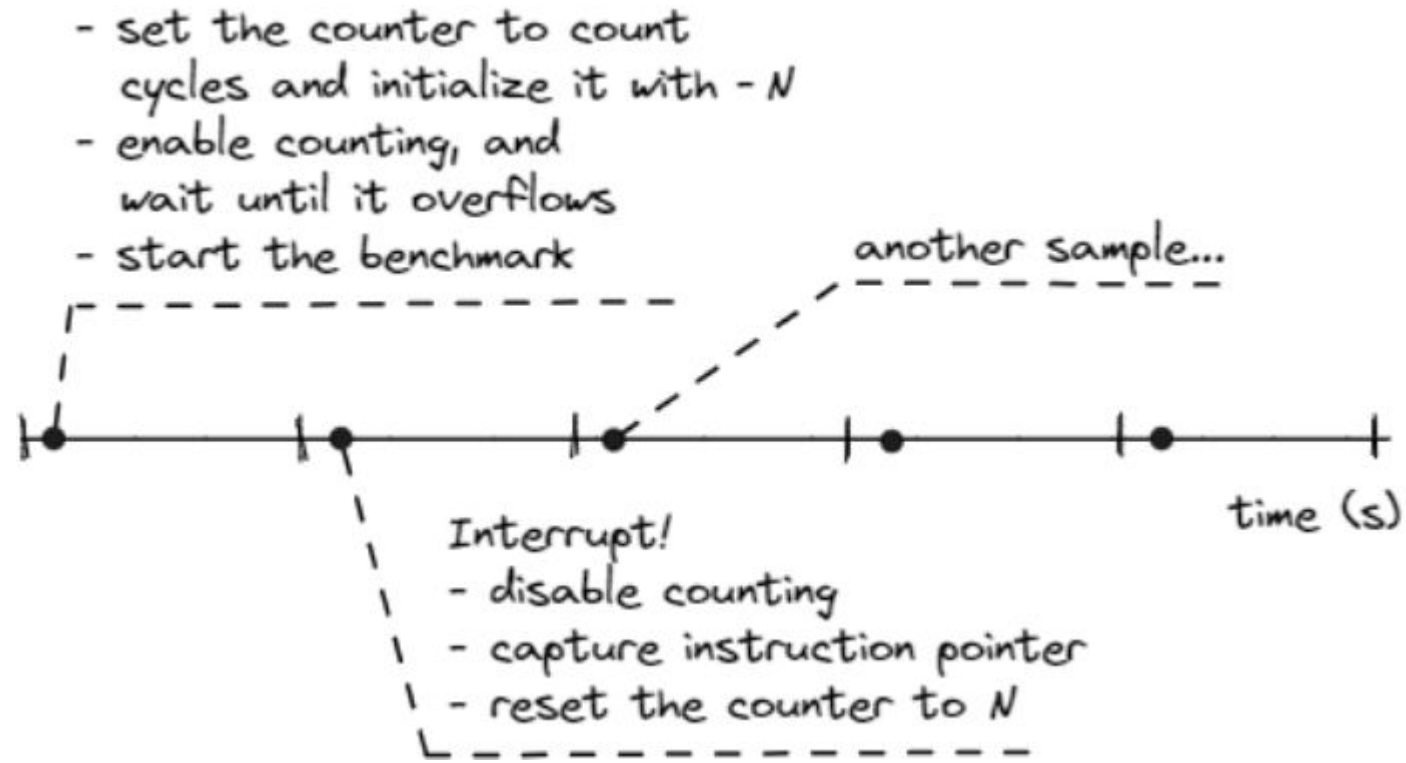 - set the counter to count
cycles and initialize it with - N
- enable counting, and
wait until it overflows
- start the benchmark
another sample...
time (s)
Interrupt!
- disable counting
- capture instruction pointer
- reset the counter to N